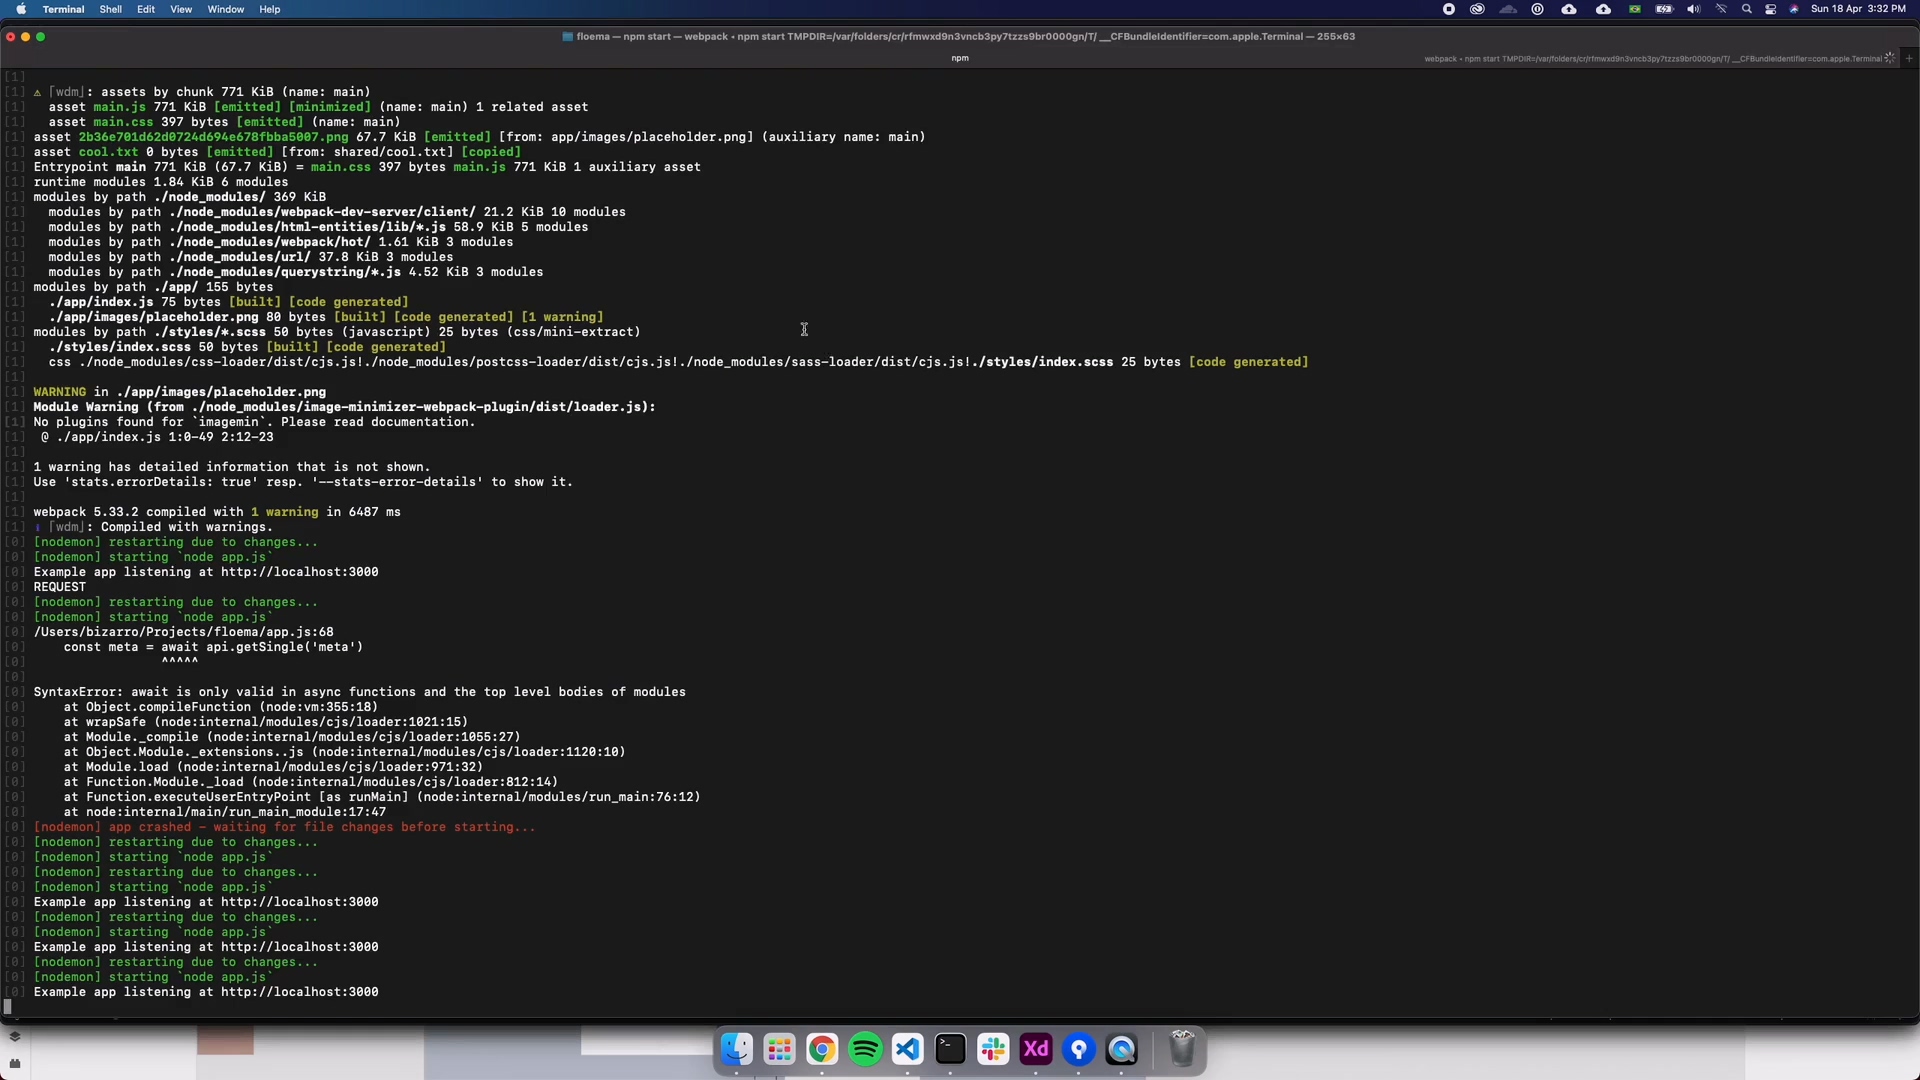 Terminal Shell Edit View Window Help Sun 18 Apr 3:32 PM
floema — npm start — webpack • npm start TMPDIR=/var/folders/cr/rfmwxd9n3vncb3py7tzzs9br0000gn/T/ __CFBundleIdentifier=com.apple.Terminal — 255×63
npm webpack • npm start TMPDIR=/var/folders/cr/rfmwxd9n3vncb3py7tzzs9br0000gn/T/ __CFBundleIdentifier=com.apple.Terminal
[1]
[1] ⚠ ｢wdm｣: assets by chunk 771 KiB (name: main)
[1]   asset main.js 771 KiB [emitted] [minimized] (name: main) 1 related asset
[1]   asset main.css 397 bytes [emitted] (name: main)
[1] asset 2b36e701d62d0724d694e678fbba5007.png 67.7 KiB [emitted] [from: app/images/placeholder.png] (auxiliary name: main)
[1] asset cool.txt 0 bytes [emitted] [from: shared/cool.txt] [copied]
[1] Entrypoint main 771 KiB (67.7 KiB) = main.css 397 bytes main.js 771 KiB 1 auxiliary asset
[1] runtime modules 1.84 KiB 6 modules
[1] modules by path ./node_modules/ 369 KiB
[1]   modules by path ./node_modules/webpack-dev-server/client/ 21.2 KiB 10 modules
[1]   modules by path ./node_modules/html-entities/lib/*.js 58.9 KiB 5 modules
[1]   modules by path ./node_modules/webpack/hot/ 1.61 KiB 3 modules
[1]   modules by path ./node_modules/url/ 37.8 KiB 3 modules
[1]   modules by path ./node_modules/querystring/*.js 4.52 KiB 3 modules
[1] modules by path ./app/ 155 bytes
[1]   ./app/index.js 75 bytes [built] [code generated]
[1]   ./app/images/placeholder.png 80 bytes [built] [code generated] [1 warning]
[1] modules by path ./styles/*.scss 50 bytes (javascript) 25 bytes (css/mini-extract)
[1]   ./styles/index.scss 50 bytes [built] [code generated]
[1]   css ./node_modules/css-loader/dist/cjs.js!./node_modules/postcss-loader/dist/cjs.js!./node_modules/sass-loader/dist/cjs.js!./styles/index.scss 25 bytes [code generated]
[1]
[1] WARNING in ./app/images/placeholder.png
[1] Module Warning (from ./node_modules/image-minimizer-webpack-plugin/dist/loader.js):
[1] No plugins found for `imagemin`. Please read documentation.
[1]  @ ./app/index.js 1:0-49 2:12-23
[1]
[1] 1 warning has detailed information that is not shown.
[1] Use 'stats.errorDetails: true' resp. '--stats-error-details' to show it.
[1]
[1] webpack 5.33.2 compiled with 1 warning in 6487 ms
[1] ℹ ｢wdm｣: Compiled with warnings.
[0] [nodemon] restarting due to changes...
[0] [nodemon] starting `node app.js`
[0] Example app listening at http://localhost:3000
[0] REQUEST
[0] [nodemon] restarting due to changes...
[0] [nodemon] starting `node app.js`
[0] /Users/bizarro/Projects/floema/app.js:68
[0]     const meta = await api.getSingle('meta')
[0]                  ^^^^^
[0]
[0] SyntaxError: await is only valid in async functions and the top level bodies of modules
[0]     at Object.compileFunction (node:vm:355:18)
[0]     at wrapSafe (node:internal/modules/cjs/loader:1021:15)
[0]     at Module._compile (node:internal/modules/cjs/loader:1055:27)
[0]     at Object.Module._extensions..js (node:internal/modules/cjs/loader:1120:10)
[0]     at Module.load (node:internal/modules/cjs/loader:971:32)
[0]     at Function.Module._load (node:internal/modules/cjs/loader:812:14)
[0]     at Function.executeUserEntryPoint [as runMain] (node:internal/modules/run_main:76:12)
[0]     at node:internal/main/run_main_module:17:47
[0] [nodemon] app crashed - waiting for file changes before starting...
[0] [nodemon] restarting due to changes...
[0] [nodemon] starting `node app.js`
[0] [nodemon] restarting due to changes...
[0] [nodemon] starting `node app.js`
[0] Example app listening at http://localhost:3000
[0] [nodemon] restarting due to changes...
[0] [nodemon] starting `node app.js`
[0] Example app listening at http://localhost:3000
[0] [nodemon] restarting due to changes...
[0] [nodemon] starting `node app.js`
[0] Example app listening at http://localhost:3000
Xd